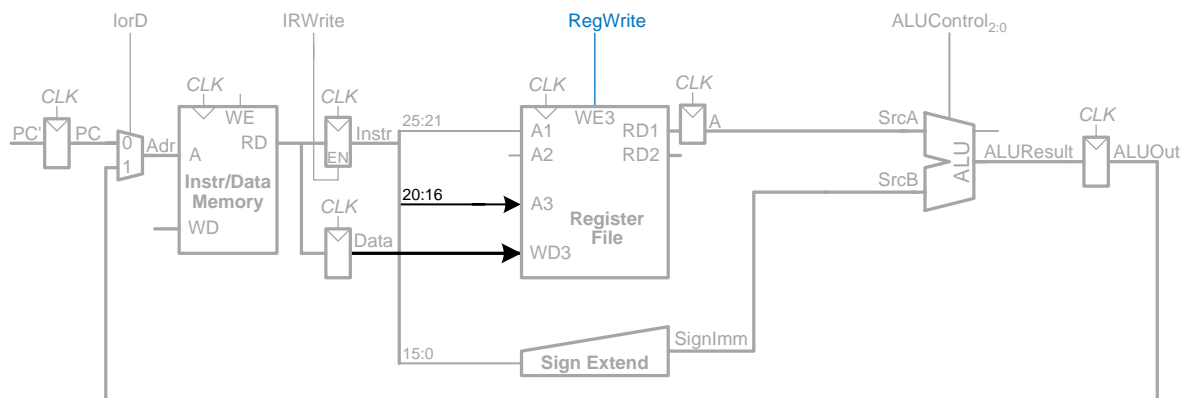 IorD
IRWrite
RegWrite
ALUControl2:0
CLK
CLK
CLK
CLK
CLK
CLK
PC'
PC
0
1
Adr
WE
A
RD
Instr/Data
Memory
WD
EN
Instr
25:21
20:16
15:0
CLK
Data
A1
A2
A3
WD3
WE3
RD1
RD2
Register
File
A
SrcA
SrcB
ALU
ALUResult
ALUOut
SignImm
Sign Extend